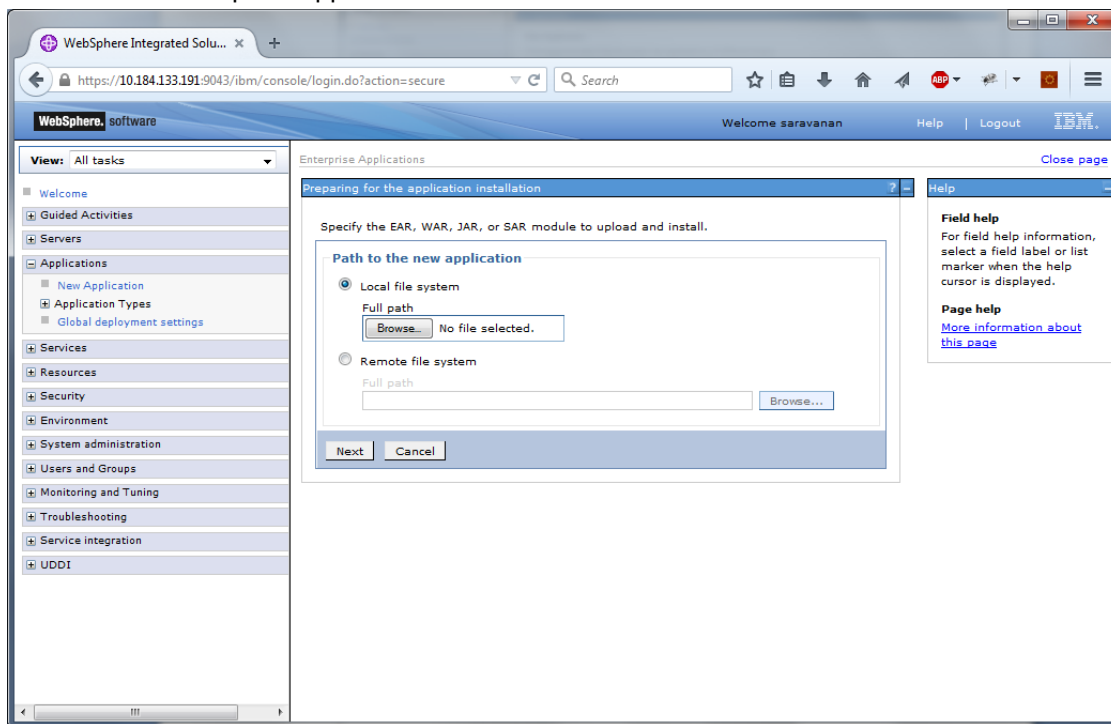 WebSphere Integrated Solu...
https://10.184.133.191:9043/ibm/console/login.do?action=secure
Search
ABP
WebSphere. software
Welcome saravanan
Help | Logout
IBM.
View: All tasks
Welcome
Guided Activities
Servers
Applications
New Application
Application Types
Global deployment settings
Services
Resources
Security
Environment
System administration
Users and Groups
Monitoring and Tuning
Troubleshooting
Service integration
UDDI
Enterprise Applications
Close page
Preparing for the application installation
? -
Specify the EAR, WAR, JAR, or SAR module to upload and install.
Path to the new application
Local file system
Full path
Browse... No file selected.
Remote file system
Full path
Browse...
Next Cancel
Help
Field help
For field help information,
select a field label or list
marker when the help
cursor is displayed.
Page help
More information about
this page